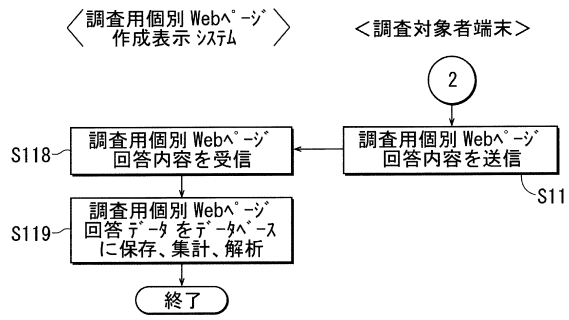 〈調査用個別Webﾍﾟｰｼﾞ
作成表示 ｼｽﾃﾑ〉
＜調査対象者端末＞
2
調査用個別 Webﾍﾟｰｼﾞ
回答内容を受信
S118
調査用個別 Webﾍﾟｰｼﾞ
回答内容を送信
S11
調査用個別 Webﾍﾟｰｼﾞ
回答 ﾃﾞｰﾀ をﾃﾞｰﾀﾍﾞｰｽ
に保存、集計、解析
S119
終了